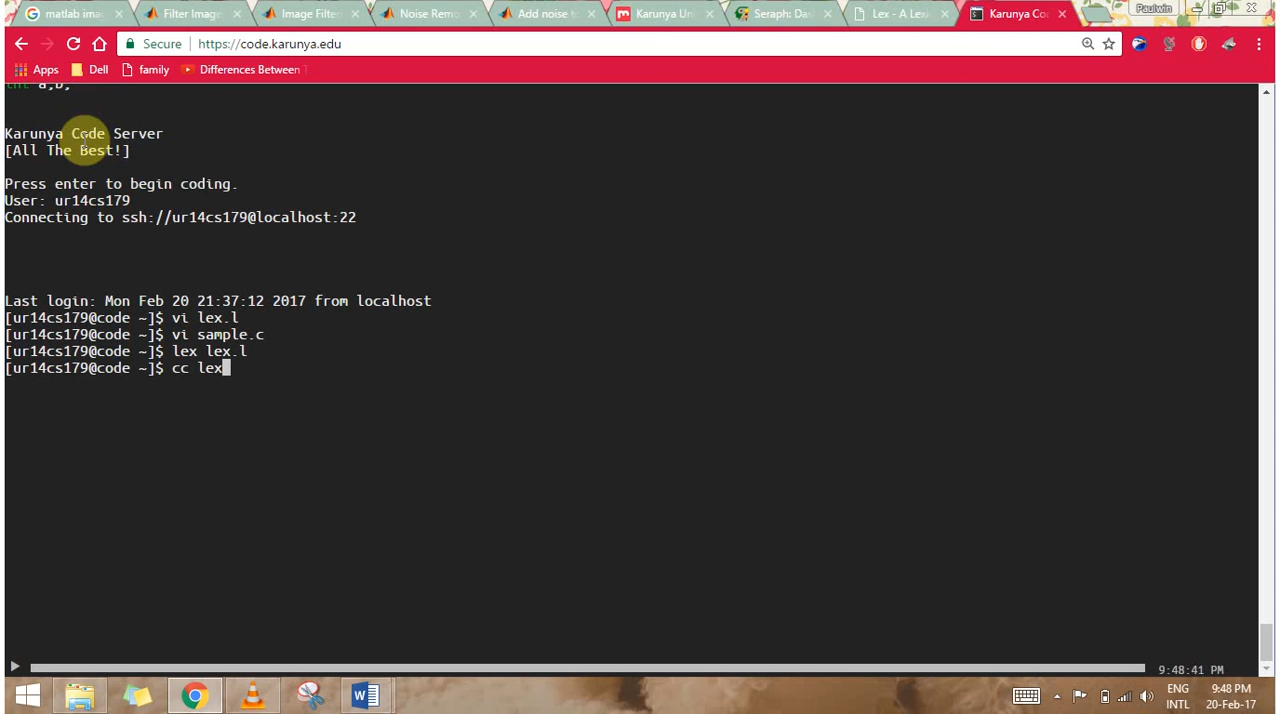 matlab ima
Filter Image
Image Filter
Noise Remo
Add noise t
Karunya Un
Seraph: Da
Lex - A Lex
Karunya Co
Paulwin
Secure
https://code.karunya.edu
Apps
Dell
family
Differences Between
int a,b,
Karunya Code Server
[All The Best!]
Press enter to begin coding.
User: ur14cs179
Connecting to ssh://ur14cs179@localhost:22
Last login: Mon Feb 20 21:37:12 2017 from localhost
[ur14cs179@code ~]$ vi lex.l
[ur14cs179@code ~]$ vi sample.c
[ur14cs179@code ~]$ lex lex.l
[ur14cs179@code ~]$ cc lex
9:48:41 PM
ENG
INTL
9:48 PM
20-Feb-17